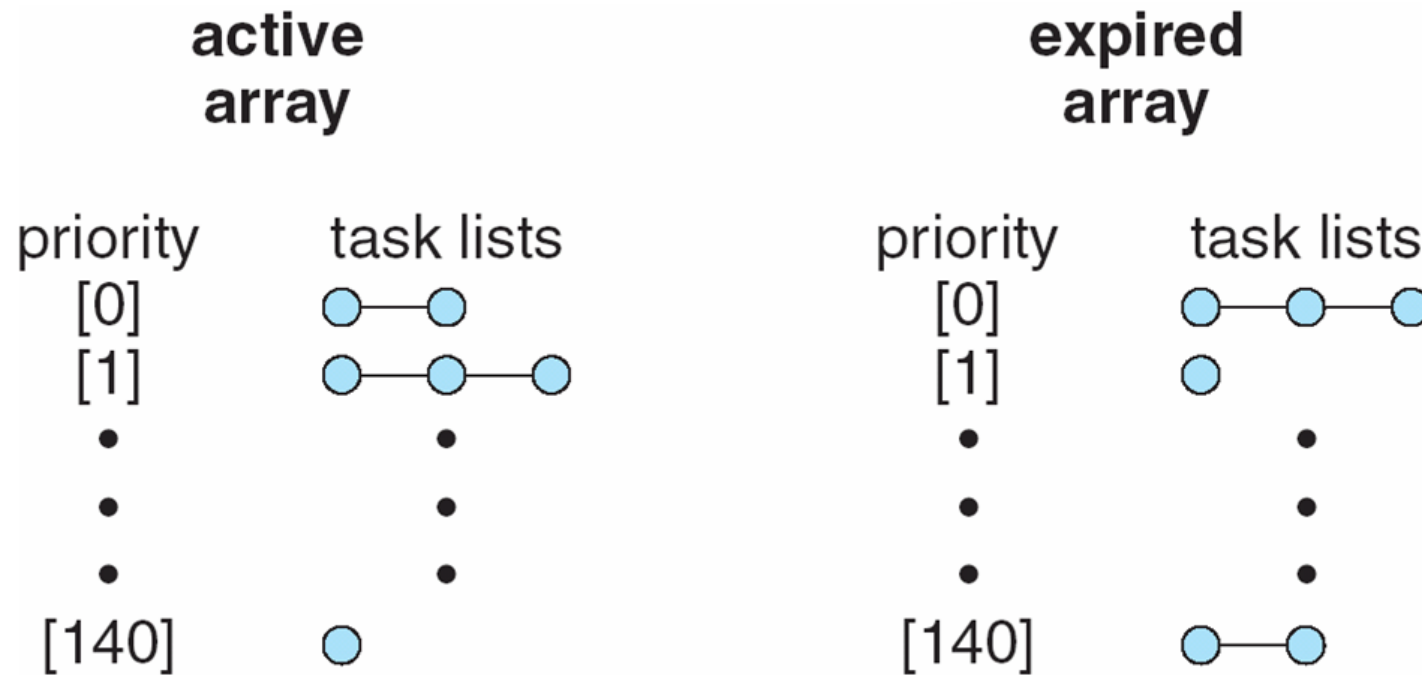 active
array
expired
array
priority task lists
[0]
[1]
[140]
priority task lists
[0]
[1]
[140]